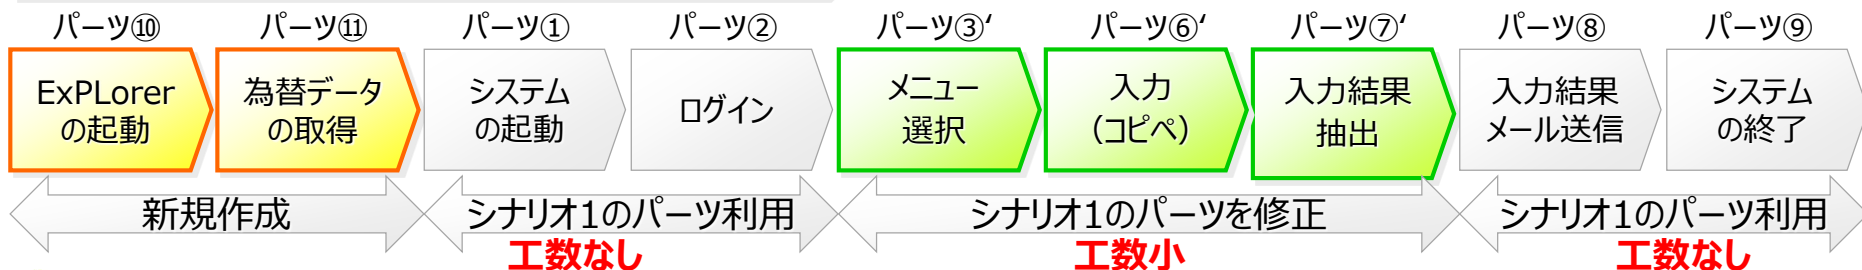 パーツ⑩ パーツ⑪ パーツ① パーツ② パーツ③‘ パーツ⑥‘ パーツ⑦‘ パーツ⑧ パーツ⑨
ExPLorer
の起動
為替データ
の取得
システム
の起動
ログイン
メニュー
選択
入力
（コピペ）
入力結果
抽出
入力結果
メール送信
システム
の終了
新規作成
シナリオ1のパーツ利用
工数なし
シナリオ1のパーツを修正
工数小
シナリオ1のパーツ利用
工数なし